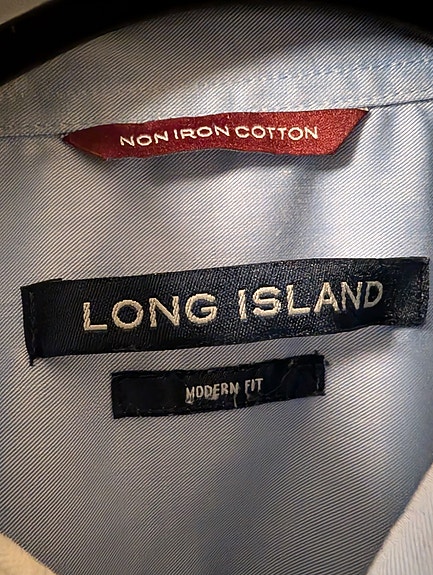 NON IRON COTTON
LONG ISLAND
MODERN FIT